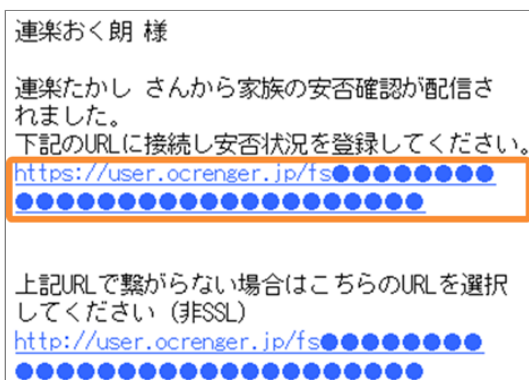 連楽おく朗 様
連楽たかし さんから家族の安否確認が配信さ
れました。
下記のURLに接続し安否状況を登録してください。
https://user.ocrenger.jp/fs●●●●●●●●
●●●●●●●●●●●●●●●●●●●●
上記URLで繋がらない場合はこちらのURLを選択
してください（非SSL）
http://user.ocrenger.jp/fs●●●●●●●●
●●●●●●●●●●●●●●●●●●●●